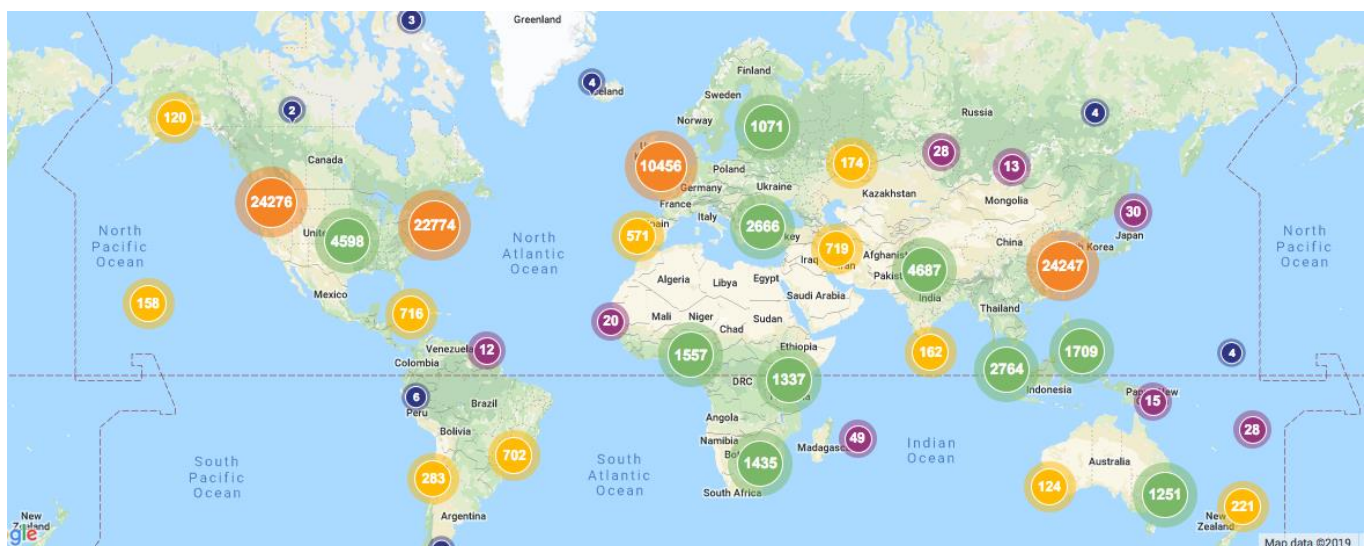 Greenland
3
4
Iceland
Finland
Sweden
Norway
Russia
4
120
2
1071
Canada
10456
Poland
Germany
Ukraine
France
174
28
13
Kazakhstan
Mongolia
24276
22774
4598
571
Italy
2666
719
Afghanistan
China
30
Japan
24247
North
Pacific
Ocean
North
Atlantic
Ocean
North
Pacific
Ocean
4687
India
Algeria
Libya
Egypt
Saudi Arabia
Mexico
158
716
20
Mali
Niger
Chad
Sudan
Thailand
Venezuela
12
Colombia
1557
Ethiopia
162
2764
1709
4
DRC
1337
Indonesia
6
Peru
Brazil
15
Angola
28
Bolivia
Namibia
Madagascar
49
Indian
Ocean
South
Pacific
Ocean
702
South
Atlantic
Ocean
1435
Australia
283
South Africa
124
1251
221
Argentina
New
Zealand
New
Zealand
gle
Map data ©2019